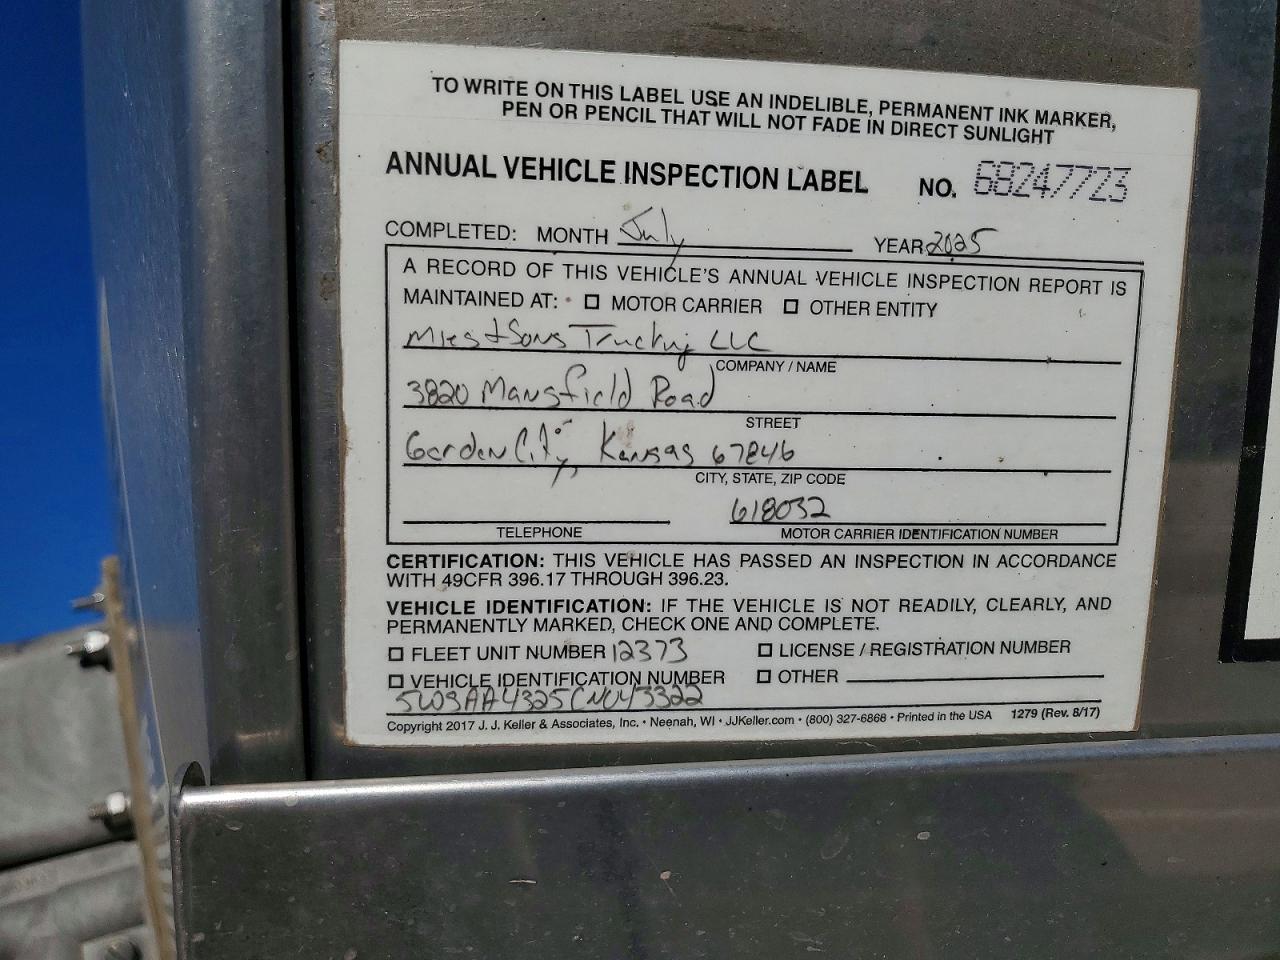 TO WRITE ON THIS LABEL USE AN INDELIBLE, PERMANENT INK MARKER,
PEN OR PENCIL THAT WILL NOT FADE IN DIRECT SUNLIGHT
ANNUAL VEHICLE INSPECTION LABEL NO. 68247723
COMPLETED: MONTH July YEAR 2025
A RECORD OF THIS VEHICLE'S ANNUAL VEHICLE INSPECTION REPORT IS
MAINTAINED AT: ☐ MOTOR CARRIER ☐ OTHER ENTITY
Mies & Sons Trucking LLC
COMPANY / NAME
3820 Mansfield Road
STREET
Garden City, Kansas 67846
CITY, STATE, ZIP CODE
618032
TELEPHONE MOTOR CARRIER IDENTIFICATION NUMBER
CERTIFICATION: THIS VEHICLE HAS PASSED AN INSPECTION IN ACCORDANCE
WITH 49CFR 396.17 THROUGH 396.23.
VEHICLE IDENTIFICATION: IF THE VEHICLE IS NOT READILY, CLEARLY, AND
PERMANENTLY MARKED, CHECK ONE AND COMPLETE.
☐ FLEET UNIT NUMBER 12373 ☐ LICENSE / REGISTRATION NUMBER
☐ VEHICLE IDENTIFICATION NUMBER ☐ OTHER
Copyright 2017 J. J. Keller & Associates, Inc. • Neenah, WI • JJKeller.com • (800) 327-6868 • Printed in the USA 1279 (Rev. 8/17)